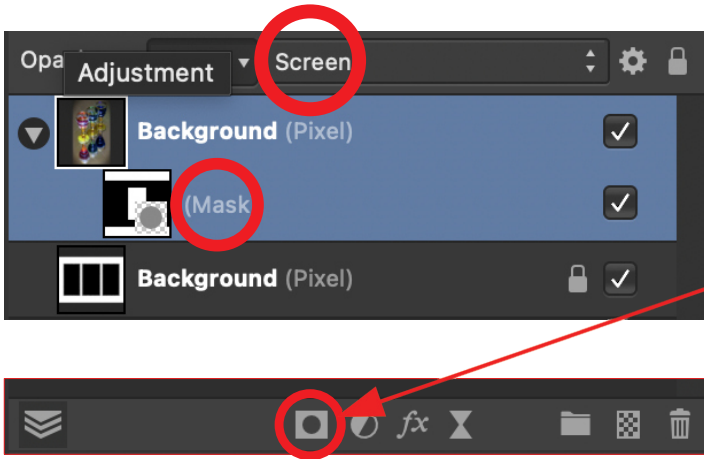 Opa
Adjustment
Screen
Background (Pixel)
(Mask
Background (Pixel)
fx